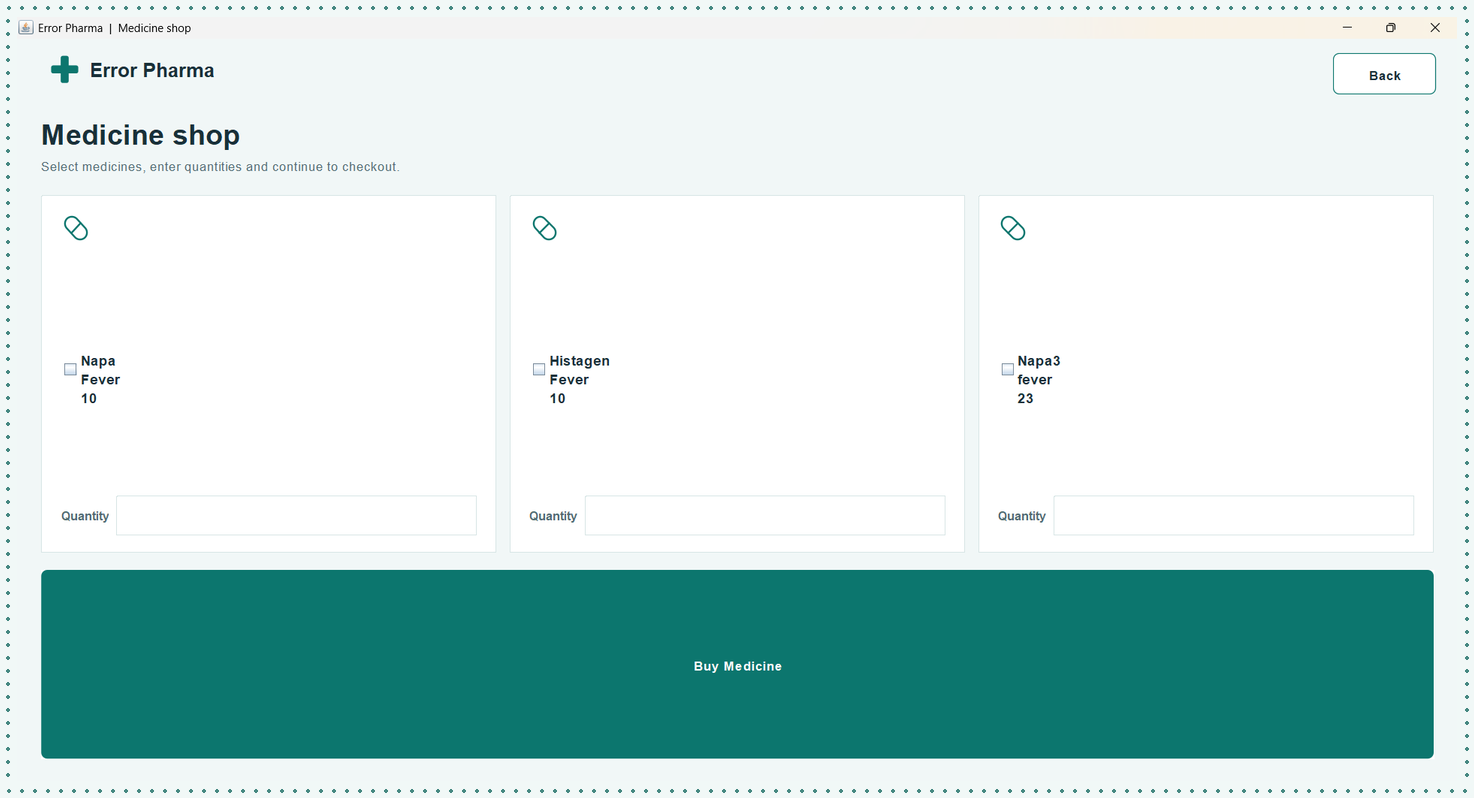 Error Pharma | Medicine shop
Error Pharma
Back
Medicine shop
Select medicines, enter quantities and continue to checkout.
Napa
Fever
10
Quantity
Histagen
Fever
10
Quantity
Napa3
fever
23
Quantity
Buy Medicine